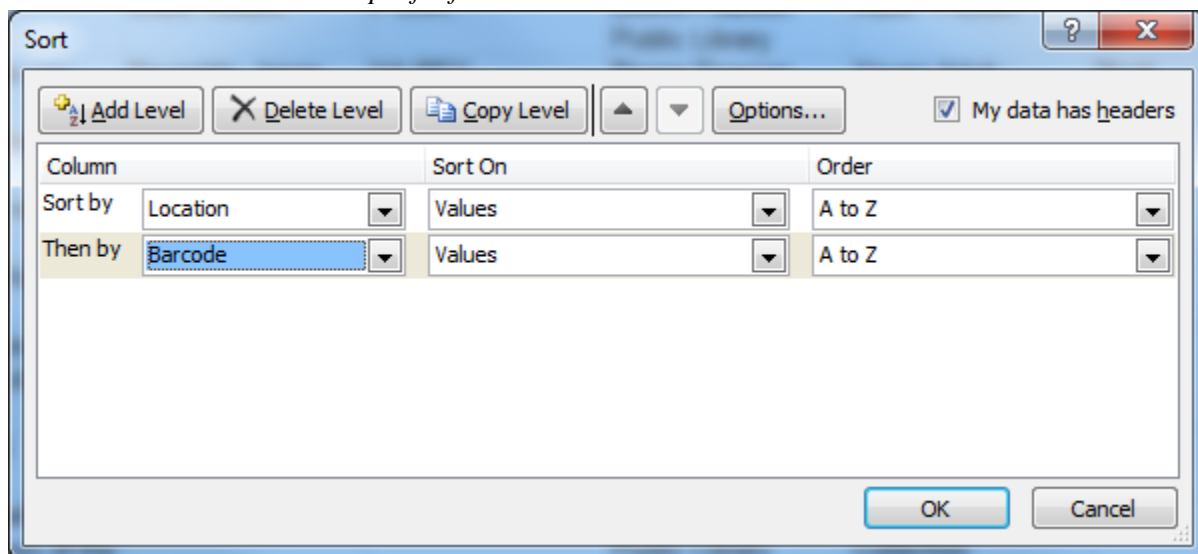 Sort
Add Level Delete Level Copy Level Options... My data has headers
Column Sort On Order
Sort by Location Values A to Z
Then by Barcode Values A to Z
OK Cancel